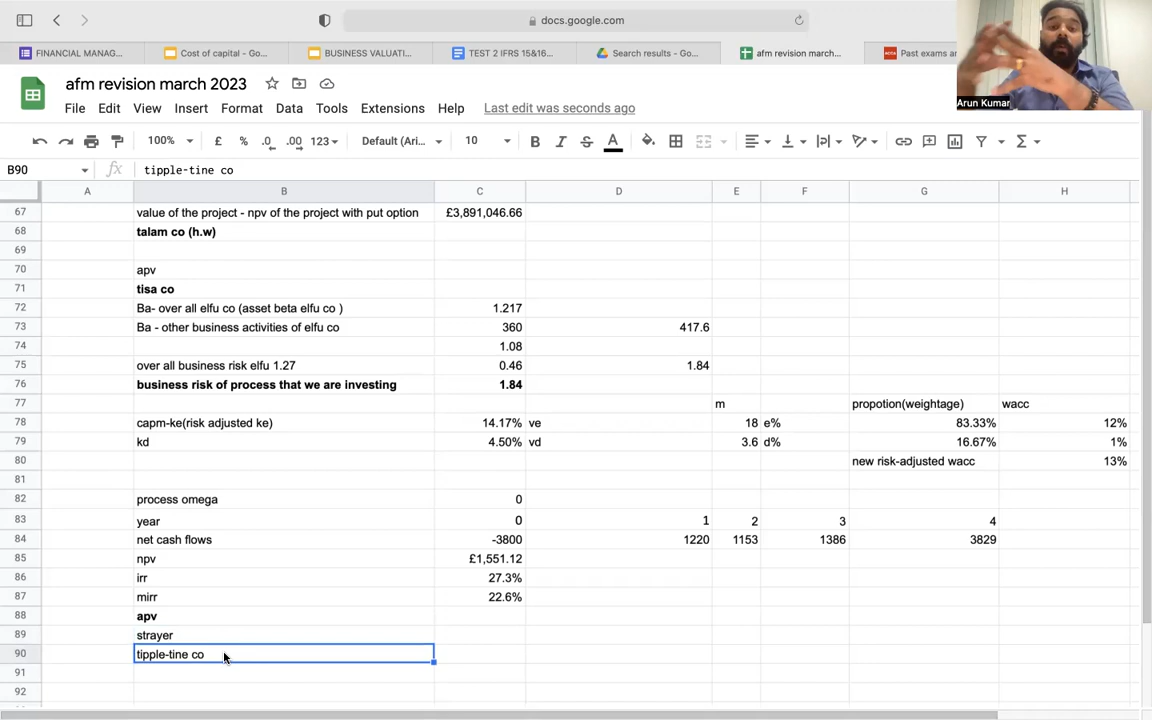 docs.google.com
FINANCIAL MANAG...
Cost of capital - Go...
BUSINESS VALUATI...
TEST 2 IFRS 15&16...
Search results - Go...
afm revision march...
Past exams an
Arun Kumar
afm revision march 2023
File Edit View Insert Format Data Tools Extensions Help Last edit was seconds ago
100% £ % .0 .00 123 Default (Ari... 10 B I S A
B90 fx tipple-tine co
A B C D E F G H
67 value of the project - npv of the project with put option £3,891,046.66
68 talam co (h.w)
69
70 apv
71 tisa co
72 Ba- over all elfu co (asset beta elfu co ) 1.217
73 Ba - other business activities of elfu co 360 417.6
74 1.08
75 over all business risk elfu 1.27 0.46 1.84
76 business risk of process that we are investing 1.84
77 m propotion(weightage) wacc
78 capm-ke(risk adjusted ke) 14.17% ve 18 e% 83.33% 12%
79 kd 4.50% vd 3.6 d% 16.67% 1%
80 new risk-adjusted wacc 13%
81
82 process omega 0
83 year 0 1 2 3 4
84 net cash flows -3800 1220 1153 1386 3829
85 npv £1,551.12
86 irr 27.3%
87 mirr 22.6%
88 apv
89 strayer
90 tipple-tine co
91
92